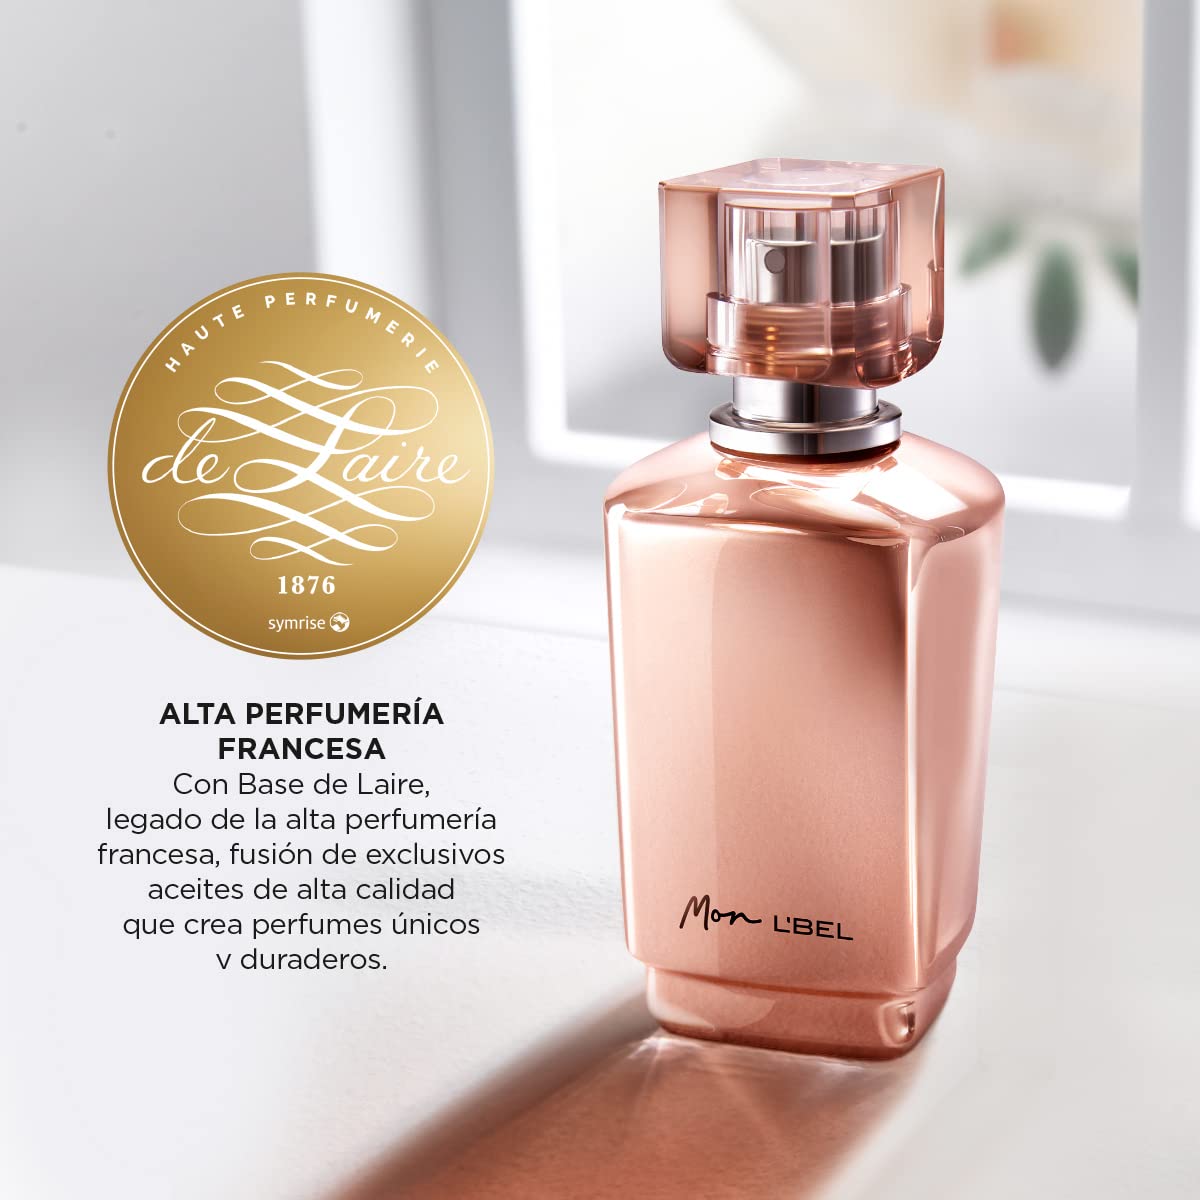 HAUTE PERFUMERIE
de Laire
1876
symrise
ALTA PERFUMERÍA
FRANCESA
Con Base de Laire,
legado de la alta perfumería
francesa, fusión de exclusivos
aceites de alta calidad
que crea perfumes únicos
v duraderos.
Mon L'BEL